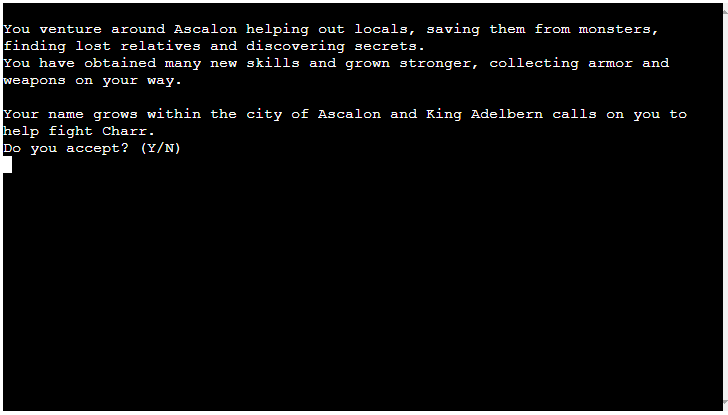 You venture around Ascalon helping out locals, saving them from monsters,
finding lost relatives and discovering secrets.
You have obtained many new skills and grown stronger, collecting armor and
weapons on your way.
Your name grows within the city of Ascalon and King Adelbern calls on you to
help fight Charr.
Do you accept? (Y/N)